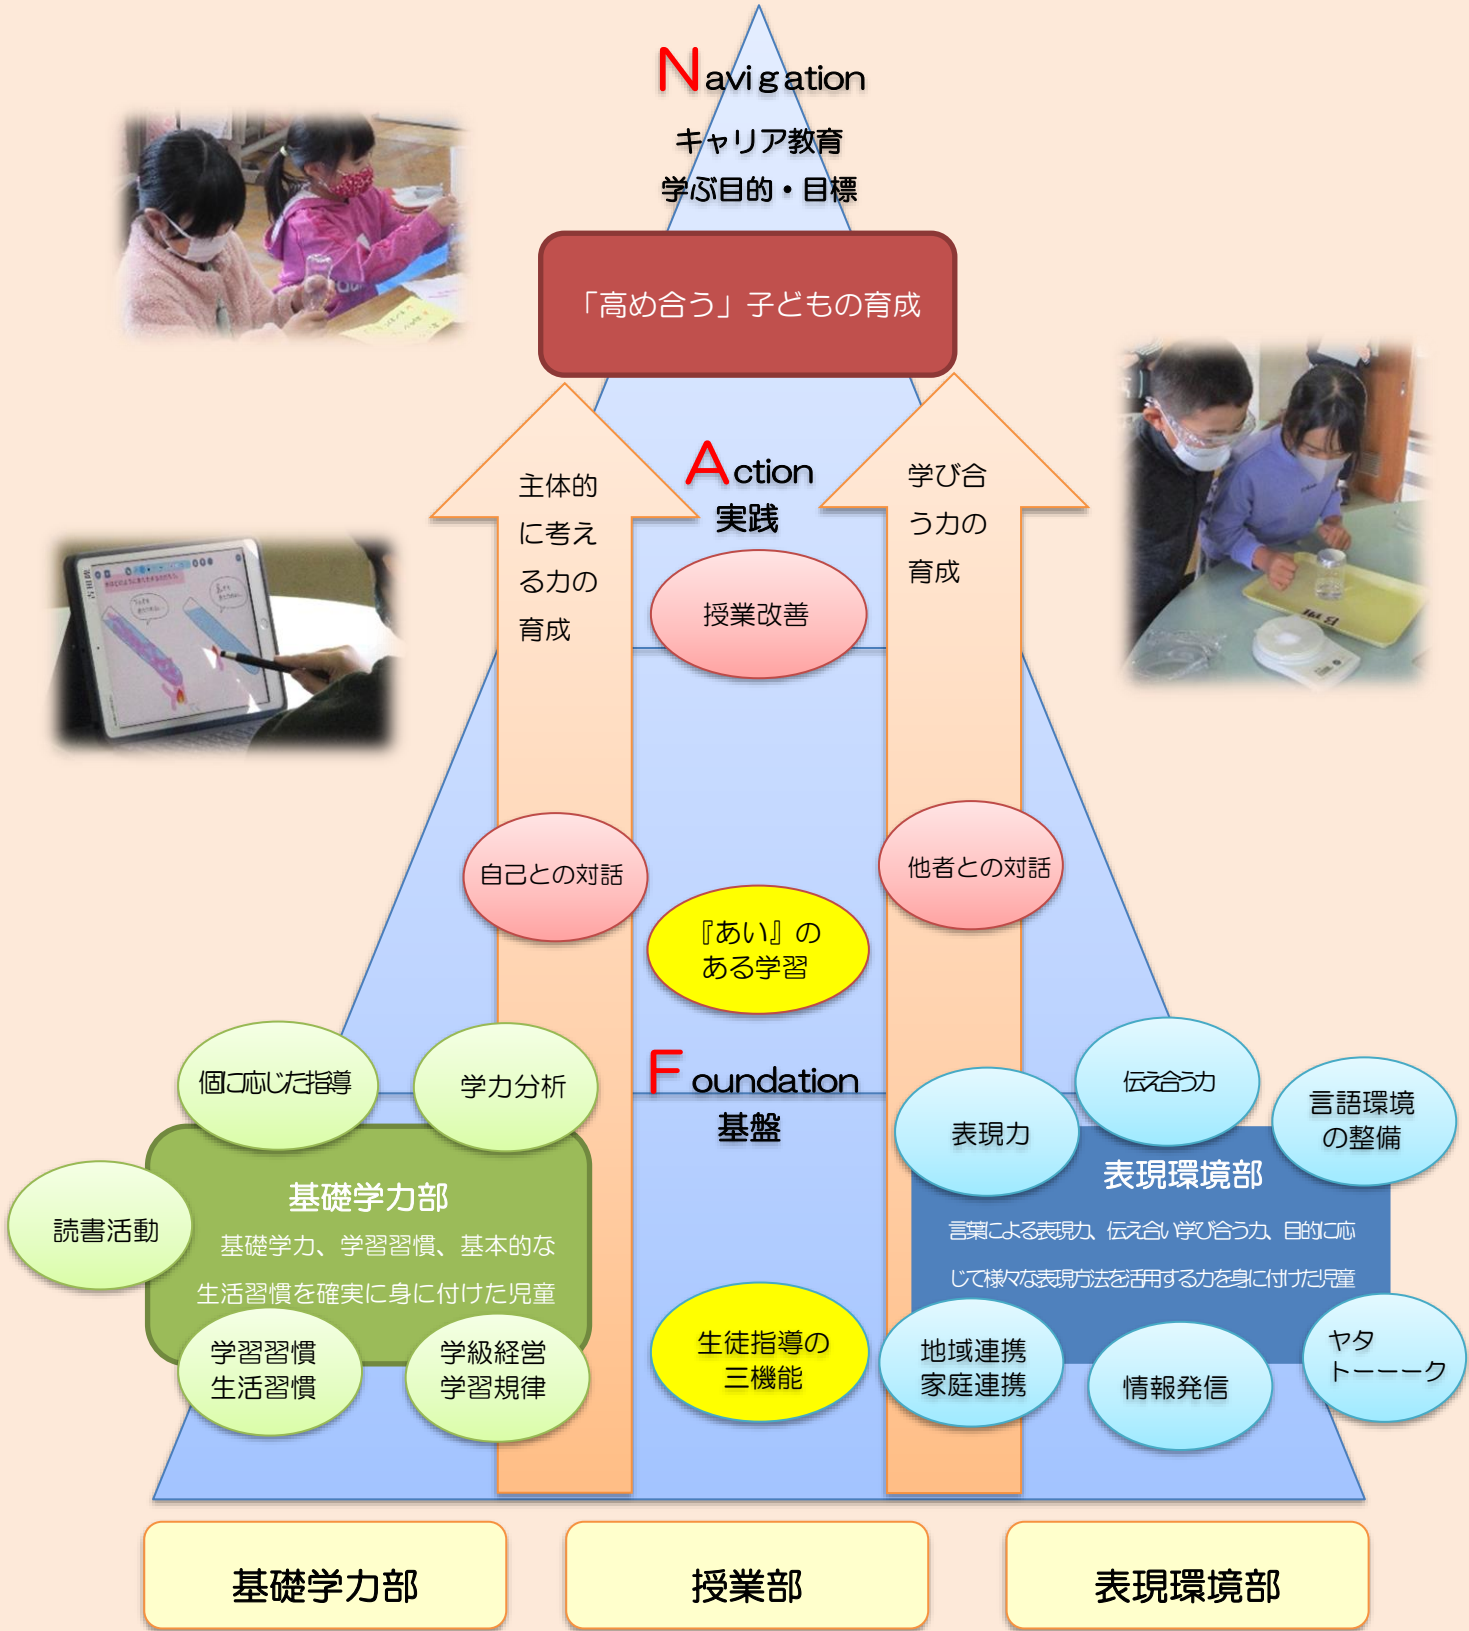 Navigation
キャリア教育
学ぶ目的・目標
「高め合う」子どもの育成
Action
実践
主体的
に考え
る力の
育成
学び合
う力の
育成
授業改善
自己との対話
他者との対話
『あい』の
ある学習
Foundation
基盤
個に応じた指導
学力分析
読書活動
基礎学力部
基礎学力、学習習慣、基本的な
生活習慣を確実に身に付けた児童
学習習慣
生活習慣
学級経営
学習規律
生徒指導の
三機能
表現力
伝え合う力
言語環境
の整備
表現環境部
言葉による表現力、伝え合い学び合う力、目的に応
じて様々な表現方法を活用する力を身に付けた児童
地域連携
家庭連携
情報発信
ヤタ
トーーーク
基礎学力部
授業部
表現環境部